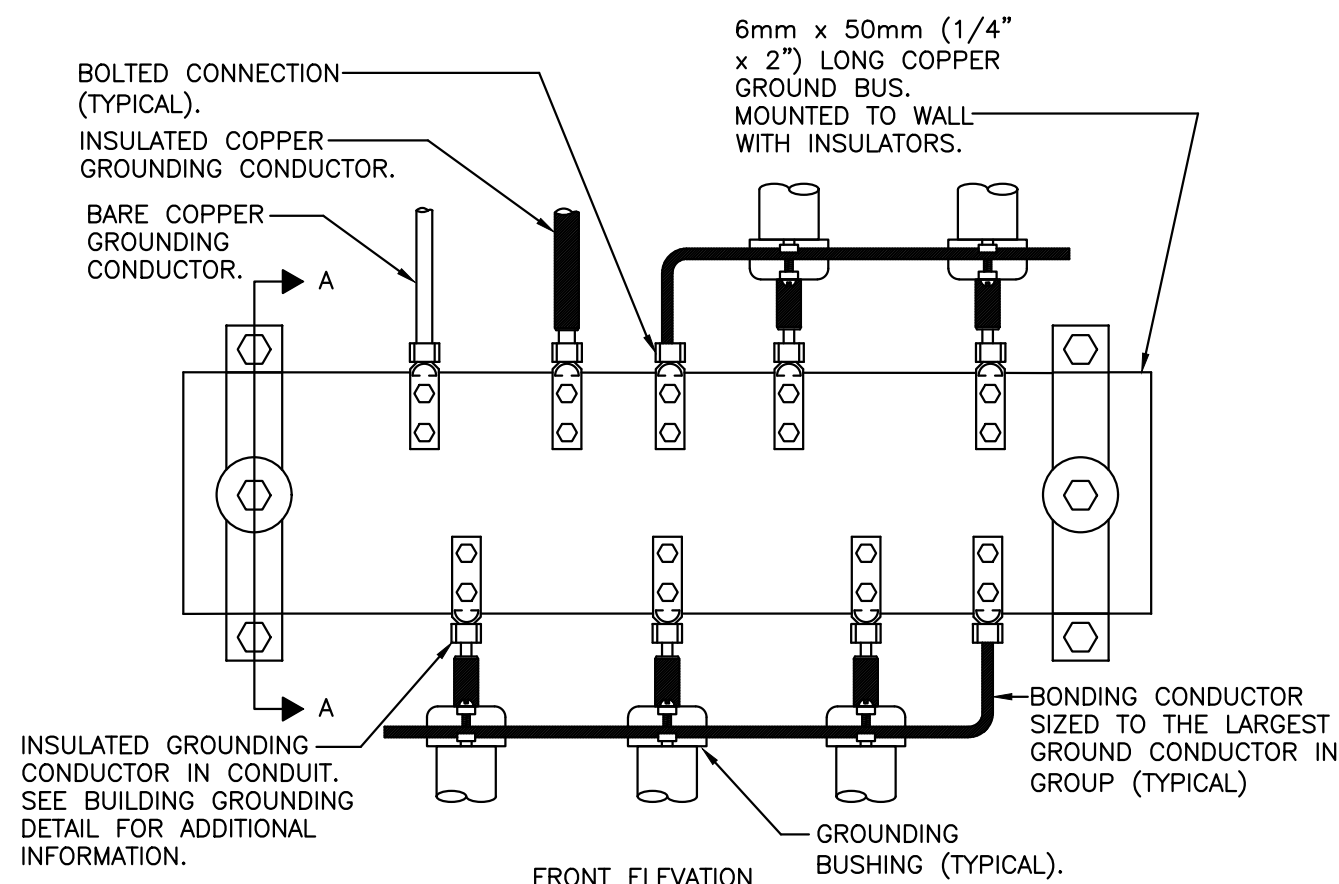 6mm x 50mm (1/4”
x 2”) LONG COPPER
GROUND BUS.
MOUNTED TO WALL
WITH INSULATORS.
BOLTED CONNECTION
(TYPICAL).
INSULATED COPPER
GROUNDING CONDUCTOR.
BARE COPPER
GROUNDING
CONDUCTOR.
A
A
INSULATED GROUNDING
CONDUCTOR IN CONDUIT.
SEE BUILDING GROUNDING
DETAIL FOR ADDITIONAL
INFORMATION.
BONDING CONDUCTOR
SIZED TO THE LARGEST
GROUND CONDUCTOR IN
GROUP (TYPICAL)
GROUNDING
BUSHING (TYPICAL).
FRONT ELEVATION